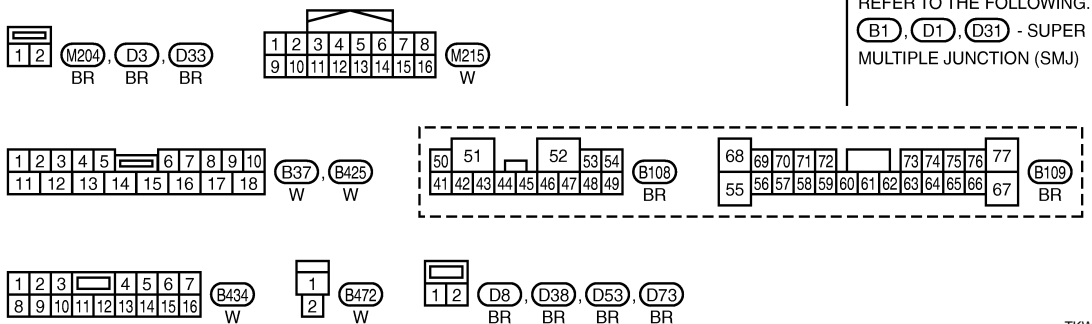 REFER TO THE FOLLOWING.
B1, D1, D31 - SUPER
MULTIPLE JUNCTION (SMJ)
1 2
M204, D3, D33
BR BR BR
1 2 3 4 5 6 7 8
9 10 11 12 13 14 15 16
M215
W
1 2 3 4 5 6 7 8 9 10
11 12 13 14 15 16 17 18
B37, B425
W W
50 51 52 53 54
41 42 43 44 45 46 47 48 49
B108
BR
68 69 70 71 72 73 74 75 76 77
55 56 57 58 59 60 61 62 63 64 65 66 67
B109
BR
1 2 3 4 5 6 7
8 9 10 11 12 13 14 15 16
B434
W
1
2
B472
W
1 2
D8, D38, D53, D73
BR BR BR BR